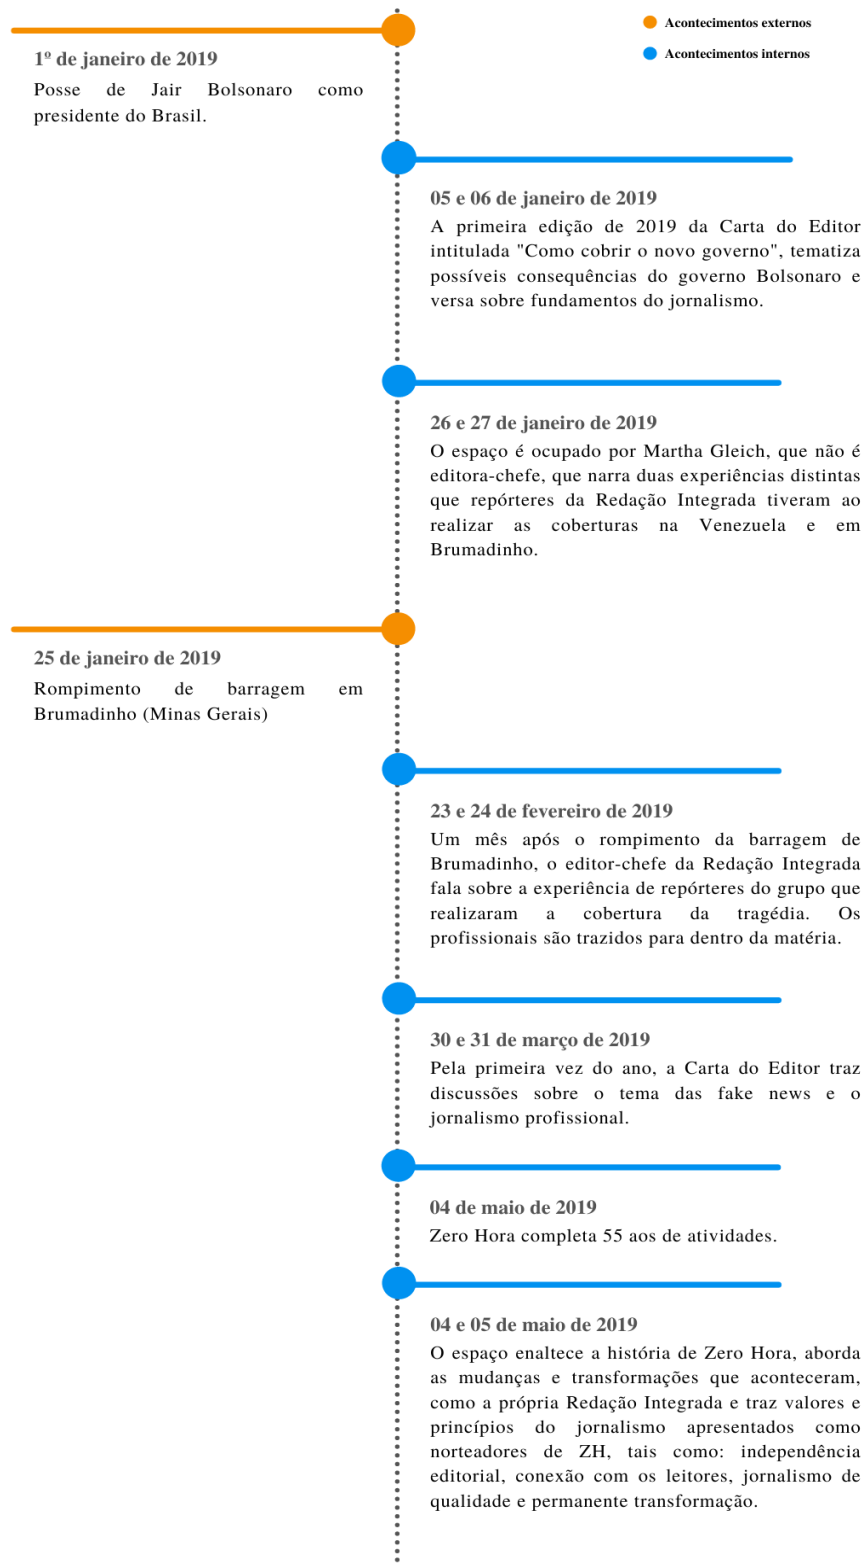 Acontecimentos externos
Acontecimentos internos
1º de janeiro de 2019
Posse de Jair Bolsonaro como
presidente do Brasil.
05 e 06 de janeiro de 2019
A primeira edição de 2019 da Carta do Editor
intitulada "Como cobrir o novo governo", tematiza
possíveis consequências do governo Bolsonaro e
versa sobre fundamentos do jornalismo.
26 e 27 de janeiro de 2019
O espaço é ocupado por Martha Gleich, que não é
editora-chefe, que narra duas experiências distintas
que repórteres da Redação Integrada tiveram ao
realizar as coberturas na Venezuela e em
Brumadinho.
25 de janeiro de 2019
Rompimento de barragem em
Brumadinho (Minas Gerais)
23 e 24 de fevereiro de 2019
Um mês após o rompimento da barragem de
Brumadinho, o editor-chefe da Redação Integrada
fala sobre a experiência de repórteres do grupo que
realizaram a cobertura da tragédia. Os
profissionais são trazidos para dentro da matéria.
30 e 31 de março de 2019
Pela primeira vez do ano, a Carta do Editor traz
discussões sobre o tema das fake news e o
jornalismo profissional.
04 de maio de 2019
Zero Hora completa 55 aos de atividades.
04 e 05 de maio de 2019
O espaço enaltece a história de Zero Hora, aborda
as mudanças e transformações que aconteceram,
como a própria Redação Integrada e traz valores e
princípios do jornalismo apresentados como
norteadores de ZH, tais como: independência
editorial, conexão com os leitores, jornalismo de
qualidade e permanente transformação.